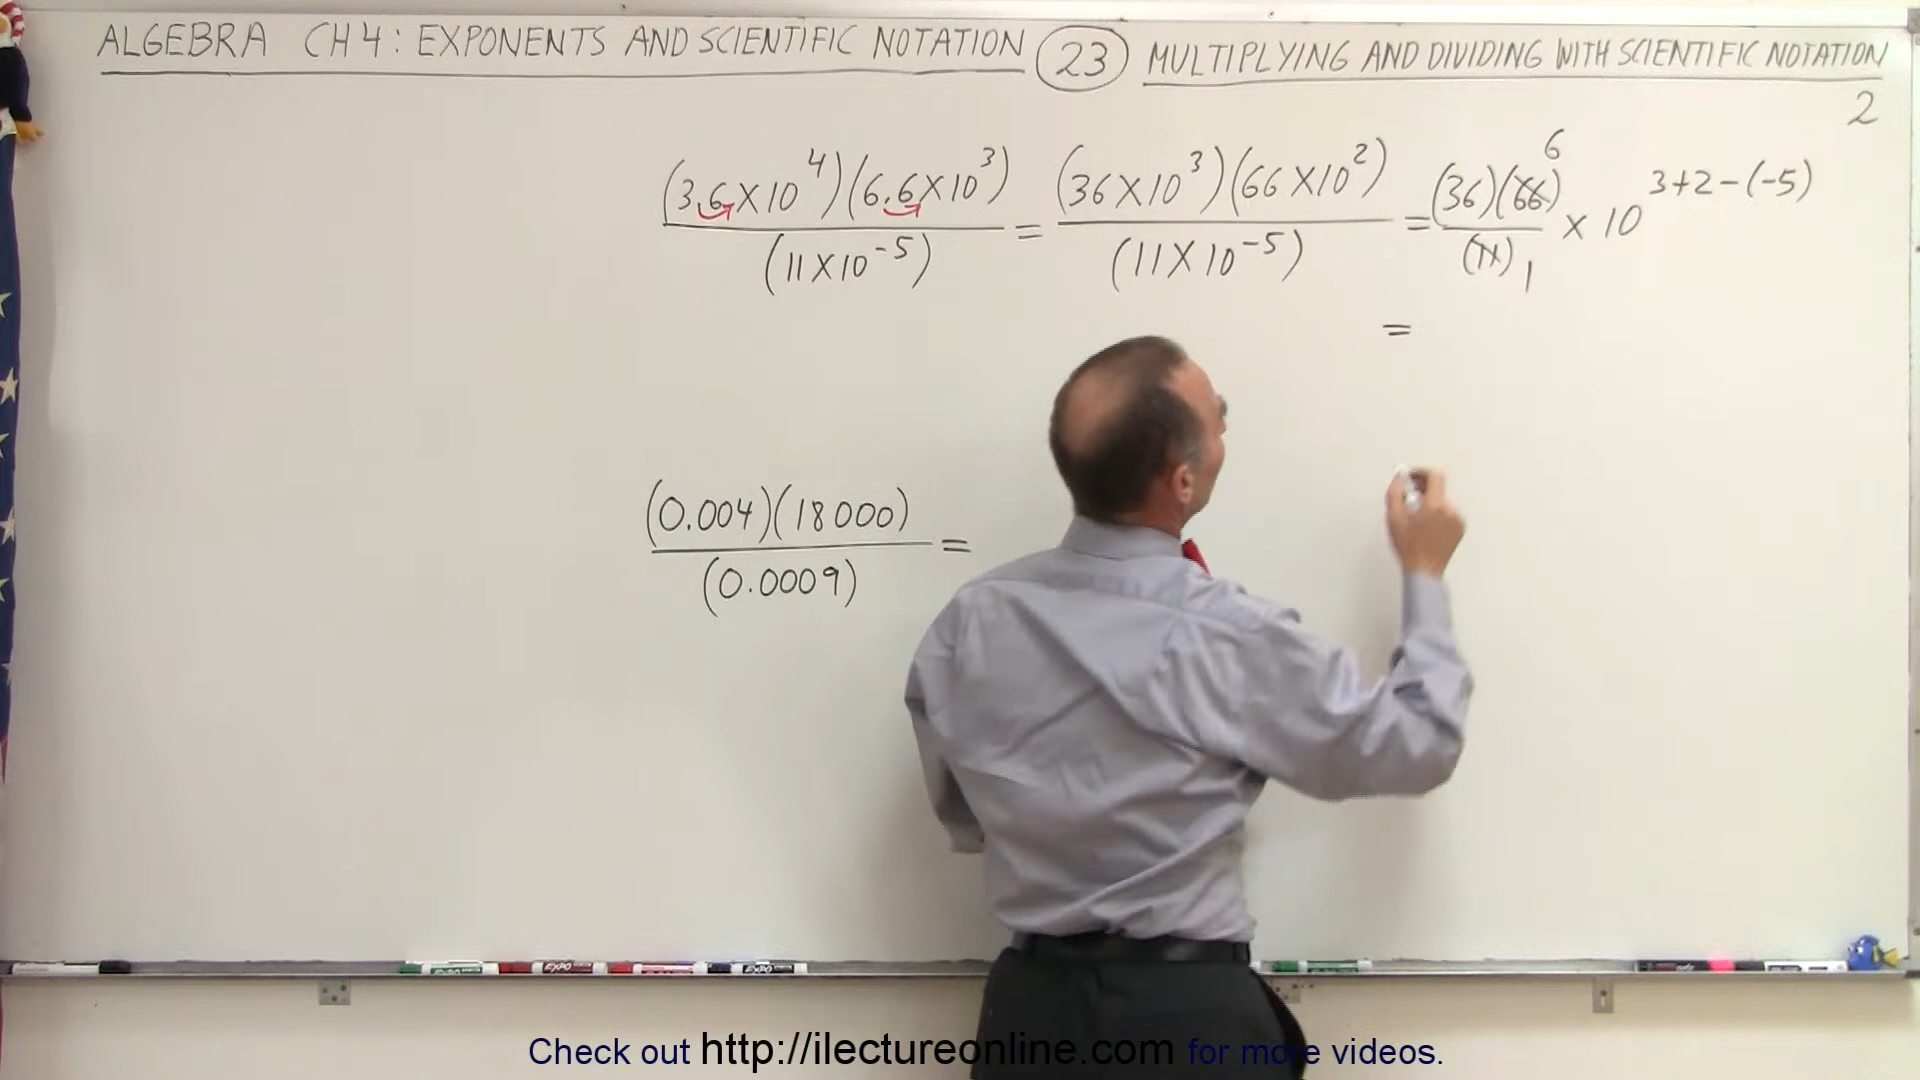 ALGEBRA CH 4: EXPONENTS AND SCIENTIFIC NOTATION 23 MULTIPLYING AND DIVIDING WITH SCIENTIFIC NOTATION
2
(3.6 X 10^4)(6.6 X 10^3) / (11 X 10^-5) = (36 X 10^3)(66 X 10^2) / (11 X 10^-5) = (36)(66) 6 / (11) 1 x 10^3+2-(-5)
=
(0.004)(18000) / (0.0009) =
EXPO
Check out http://ilectureonline.com for more videos.